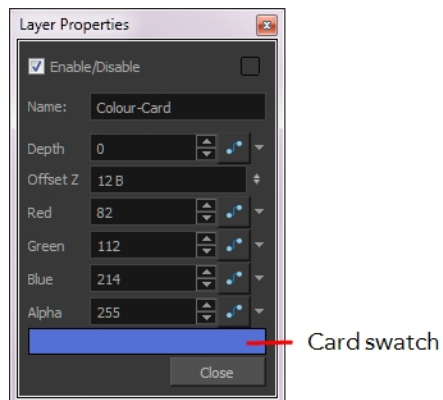 Layer Properties
Enable/Disable
Name: Colour-Card
Depth 0
Offset Z 12 B
Red 82
Green 112
Blue 214
Alpha 255
Card swatch
Close